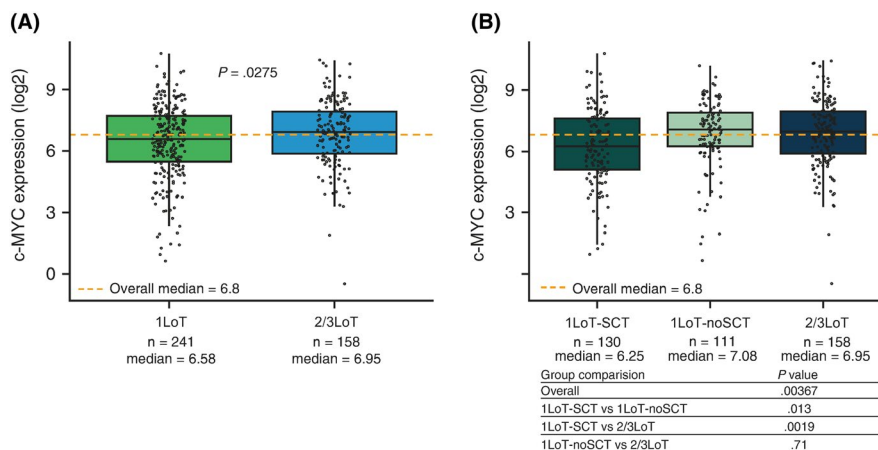 (A)
c-MYC expression (log2)
9
6
3
0
P = .0275
Overall median = 6.8
1LoT
n = 241
median = 6.58
2/3LoT
n = 158
median = 6.95
(B)
c-MYC expression (log2)
9
6
3
0
Overall median = 6.8
1LoT-SCT
n = 130
median = 6.25
1LoT-noSCT
n = 111
median = 7.08
2/3LoT
n = 158
median = 6.95
Group comparision P value
Overall .00367
1LoT-SCT vs 1LoT-noSCT .013
1LoT-SCT vs 2/3LoT .0019
1LoT-noSCT vs 2/3LoT .71